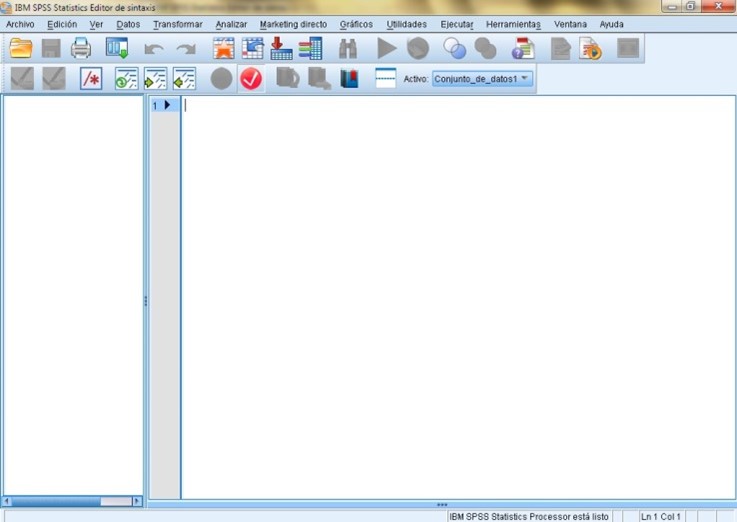 IBM SPSS Statistics Editor de sintaxis
Archivo Edición Ver Datos Transformar Analizar Marketing directo Gráficos Utilidades Ejecutar Herramientas Ventana Ayuda
Activo: Conjunto_de_datos1
1
IBM SPSS Statistics Processor está listo Ln 1 Col 1